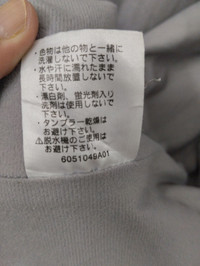 ・色物は他の物と一緒に
洗濯しないで下さい。
・水や汗に濡れたまま
長時間放置しないで
下さい。
・漂白剤、蛍光剤入り
洗剤は使用しないで
下さい。
・タンブラー乾燥は
お避け下さい。
⚠脱水機のご使用は
お避け下さい。
6051049A01